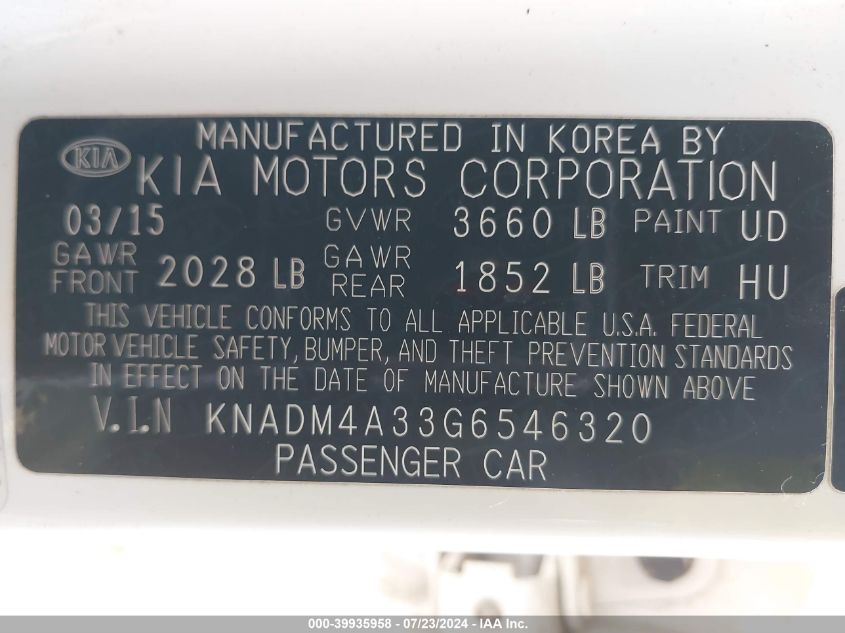 MANUFACTURED IN KOREA BY
KIA KIA MOTORS CORPORATION
03/15 GVWR 3660 LB PAINT UD
GAWR FRONT 2028 LB GAWR REAR 1852 LB TRIM HU
THIS VEHICLE CONFORMS TO ALL APPLICABLE U.S.A. FEDERAL
MOTOR VEHICLE SAFETY, BUMPER, AND THEFT PREVENTION STANDARDS
IN EFFECT ON THE DATE OF MANUFACTURE SHOWN ABOVE
V.I.N KNADM4A33G6546320
PASSENGER CAR
000-39935958 - 07/23/2024 - IAA Inc.